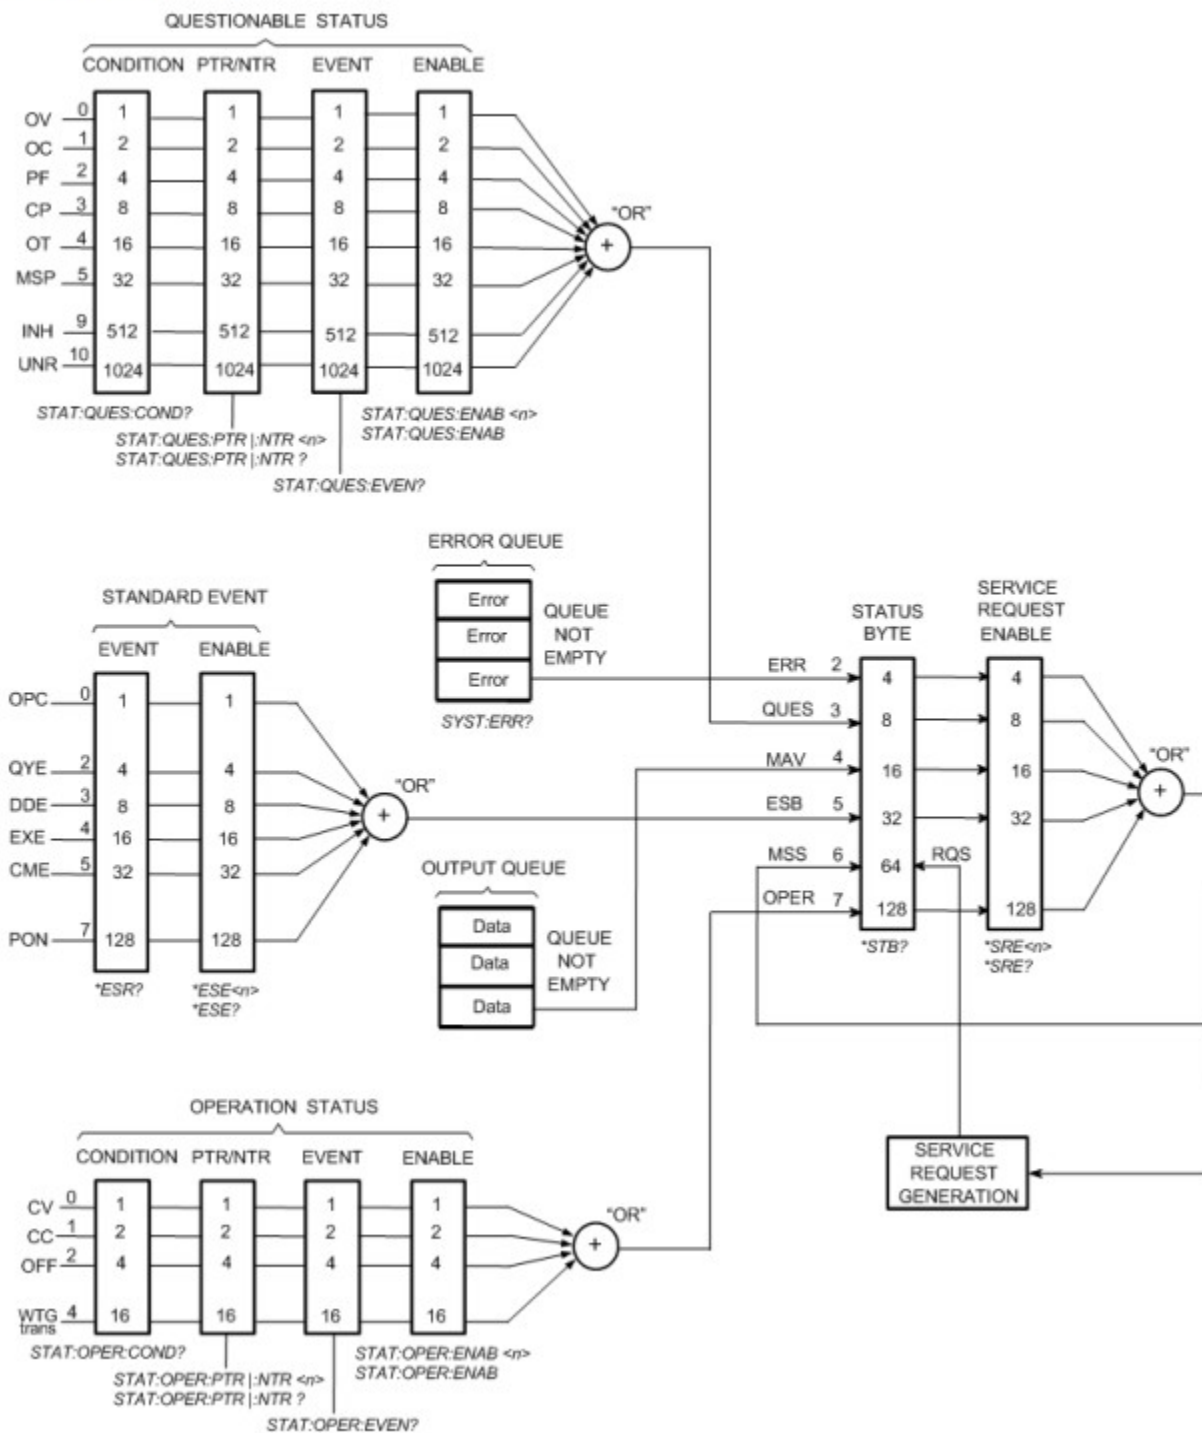 QUESTIONABLE STATUS
CONDITION PTR/NTR EVENT ENABLE
OV 0 1 1 1 1
OC 1 2 2 2 2
PF 2 4 4 4 4
CP 3 8 8 8 8
OT 4 16 16 16 16
MSP 5 32 32 32 32
INH 9 512 512 512 512
UNR 10 1024 1024 1024 1024
"OR"
+
STAT:QUES:COND?
STAT:QUES:PTR |:NTR <n>
STAT:QUES:PTR |:NTR ?
STAT:QUES:EVEN?
STAT:QUES:ENAB <n>
STAT:QUES:ENAB
ERROR QUEUE
Error
Error
Error
QUEUE
NOT
EMPTY
SYST:ERR?
STANDARD EVENT
EVENT ENABLE
OPC 0 1 1
QYE 2 4 4
DDE 3 8 8
EXE 4 16 16
CME 5 32 32
PON 7 128 128
"OR"
+
*ESR?
*ESE<n>
*ESE?
OUTPUT QUEUE
Data
Data
Data
QUEUE
NOT
EMPTY
STATUS
BYTE
SERVICE
REQUEST
ENABLE
ERR 2 4 4
QUES 3 8 8
MAV 4 16 16
ESB 5 32 32
MSS 6 64 RQS
OPER 7 128 128
"OR"
+
*STB?
*SRE<n>
*SRE?
SERVICE
REQUEST
GENERATION
OPERATION STATUS
CONDITION PTR/NTR EVENT ENABLE
CV 0 1 1 1 1
CC 1 2 2 2 2
OFF 2 4 4 4 4
WTG 4 16 16 16 16
trans
"OR"
+
STAT:OPER:COND?
STAT:OPER:PTR |:NTR <n>
STAT:OPER:PTR |:NTR ?
STAT:OPER:EVEN?
STAT:OPER:ENAB <n>
STAT:OPER:ENAB